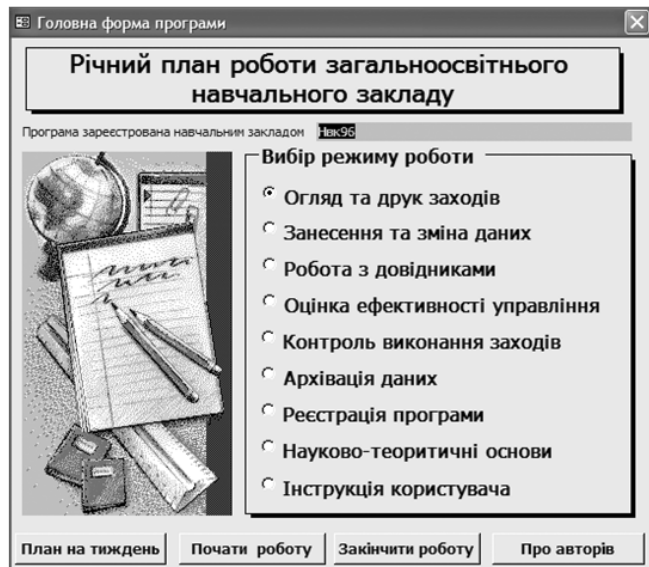 Головна форма програми
Річний план роботи загальноосвітнього
навчального закладу
Програма зареєстрована навчальним закладом Нвк96
Вибір режиму роботи
Огляд та друк заходів
Занесення та зміна даних
Робота з довідниками
Оцінка ефективності управління
Контроль виконання заходів
Архівація даних
Реєстрація програми
Науково-теоритичні основи
Інструкція користувача
План на тиждень Почати роботу Закінчити роботу Про авторів